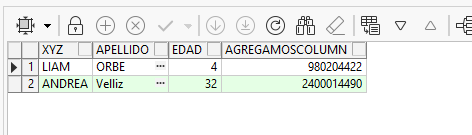 XYZ APELLIDO EDAD AGREGAMOSCOLUMN
1 LIAM ORBE ... 4 980204422
2 ANDREA Velliz ... 32 2400014490